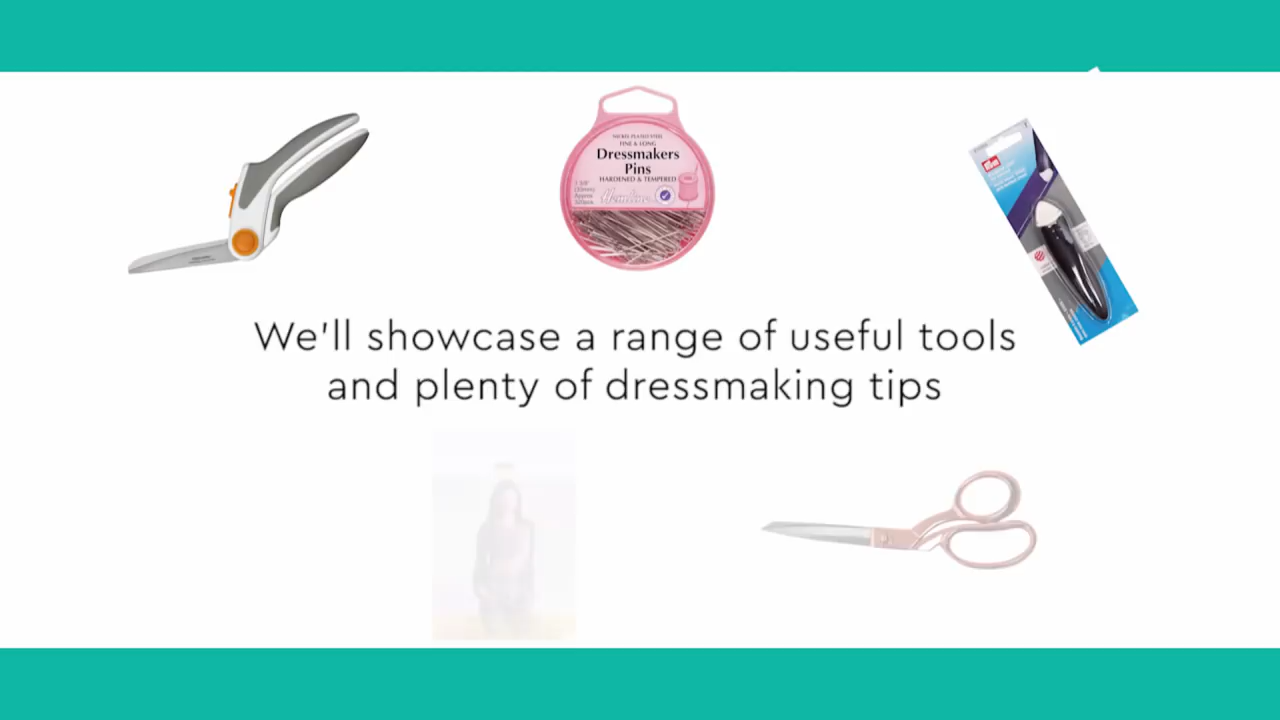 NICKEL PLATED STEEL
FINE & LONG
Dressmakers
Pins
HARDENED & TEMPERED
Hemline
We'll showcase a range of useful tools
and plenty of dressmaking tips